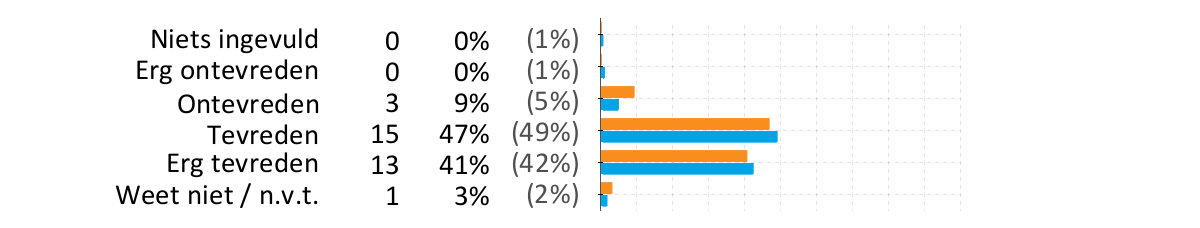 Niets ingevuld 0 0% (1%)
Erg ontevreden 0 0% (1%)
Ontevreden 3 9% (5%)
Tevreden 15 47% (49%)
Erg tevreden 13 41% (42%)
Weet niet / n.v.t. 1 3% (2%)